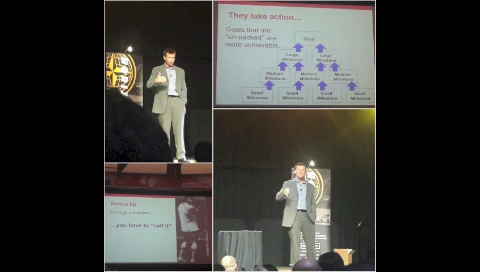 They take action...
Goals that are
"un-packed" are
more achievable...
Goal
Large
Milestone
Large
Milestone
Medium
Milestone
Medium
Milestone
Medium
Milestone
Small
Milestone
Small
Milestone
Small
Milestone
Small
Milestone
...you have to "call it"